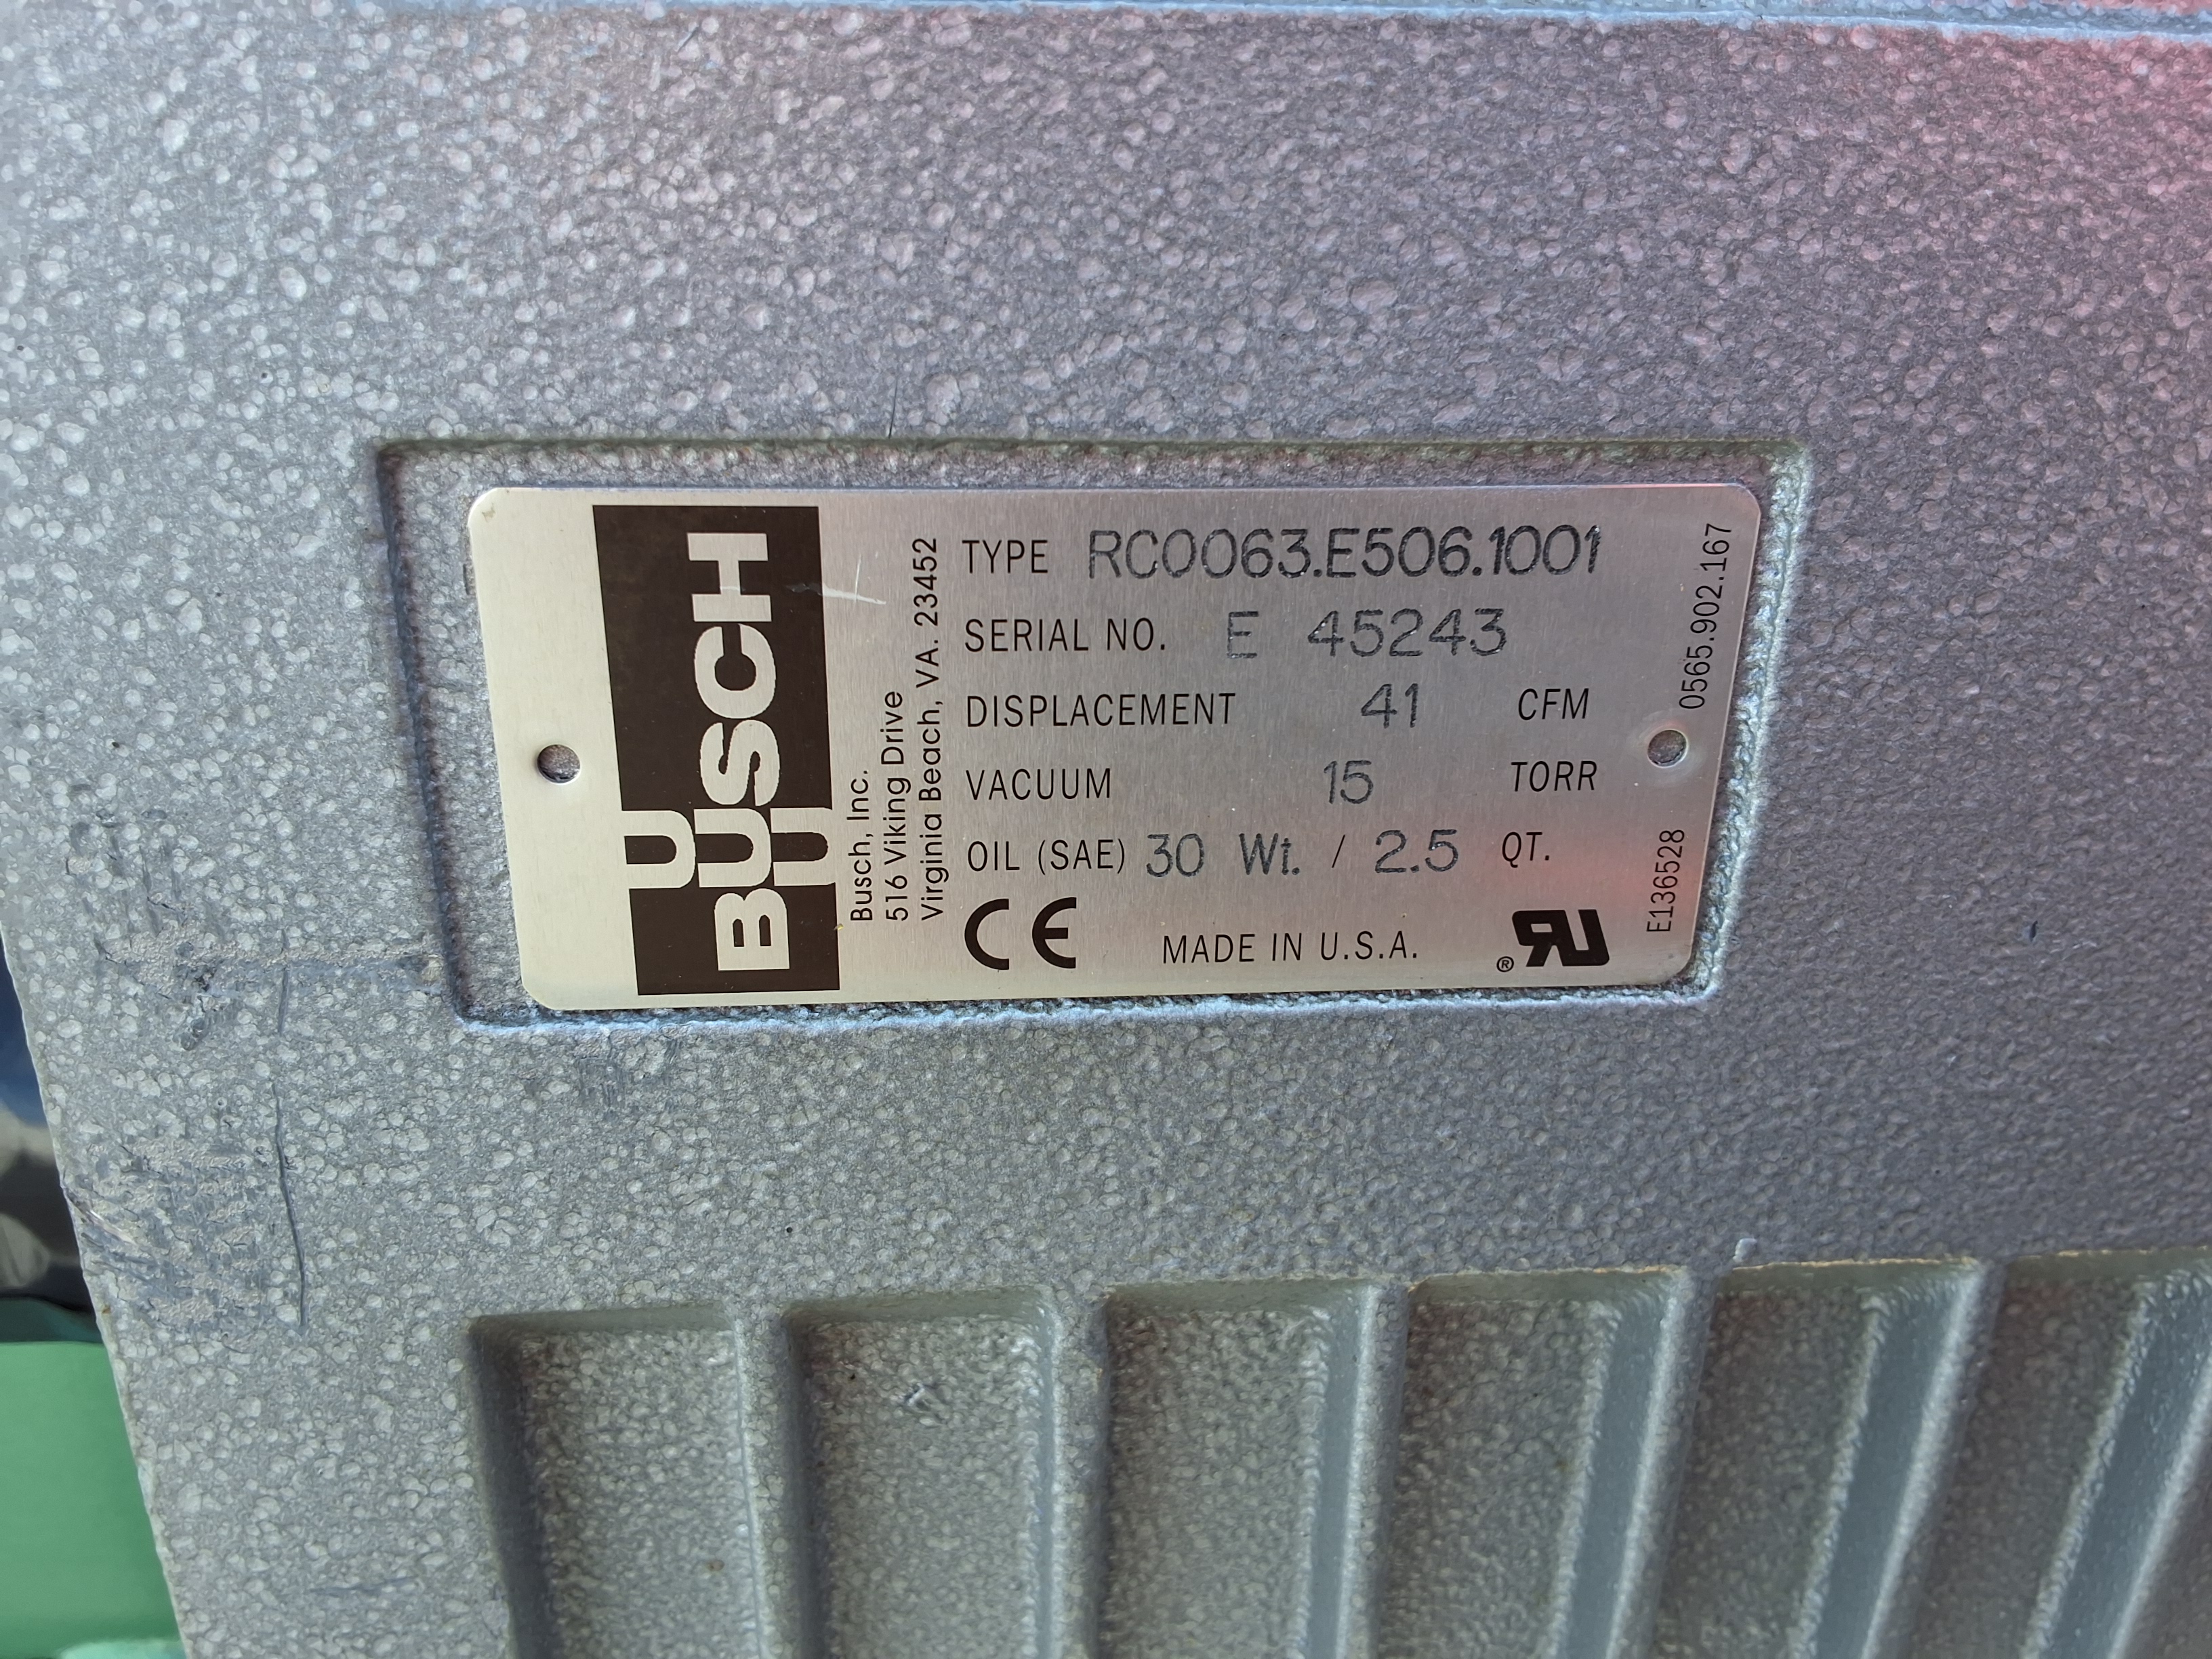 BUSCH
Busch, Inc.
516 Viking Drive
Virginia Beach, VA. 23452
TYPE RC0063.E506.1001
SERIAL NO. E 45243
DISPLACEMENT 41 CFM
VACUUM 15 TORR
OIL (SAE) 30 Wt. / 2.5 QT.
CE MADE IN U.S.A. ® RU
0565.902.167
E136528